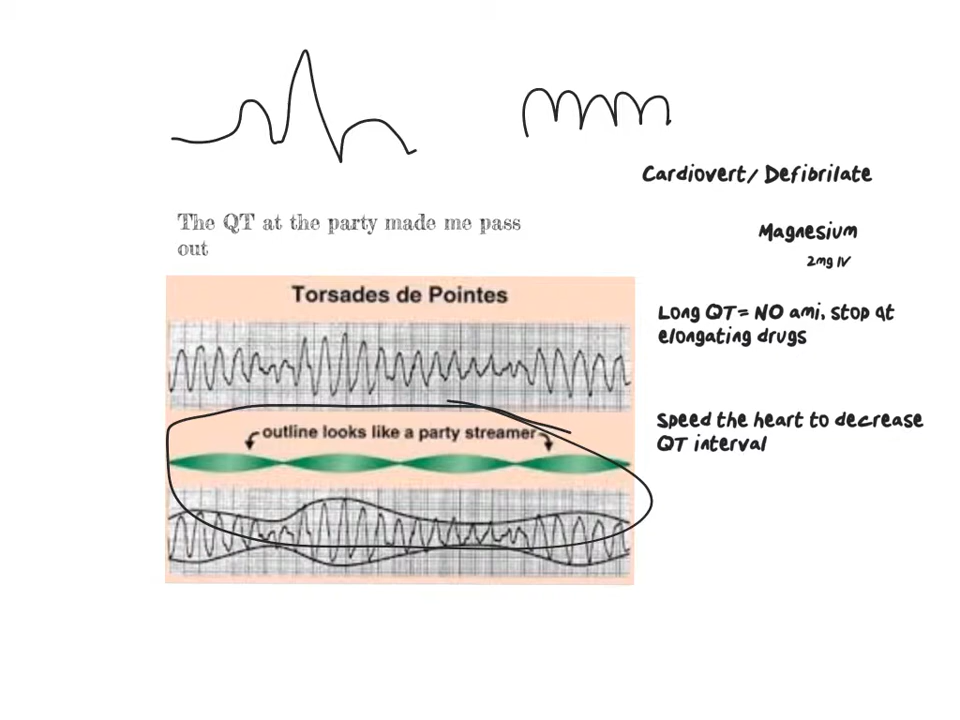 Cardiovert/ Defibrilate
The QT at the party made me pass
out
Magnesium
2mg IV
Torsades de Pointes
Long QT = NO ami, stop qt
elongating drugs
outline looks like a party streamer
Speed the heart to decrease
QT interval